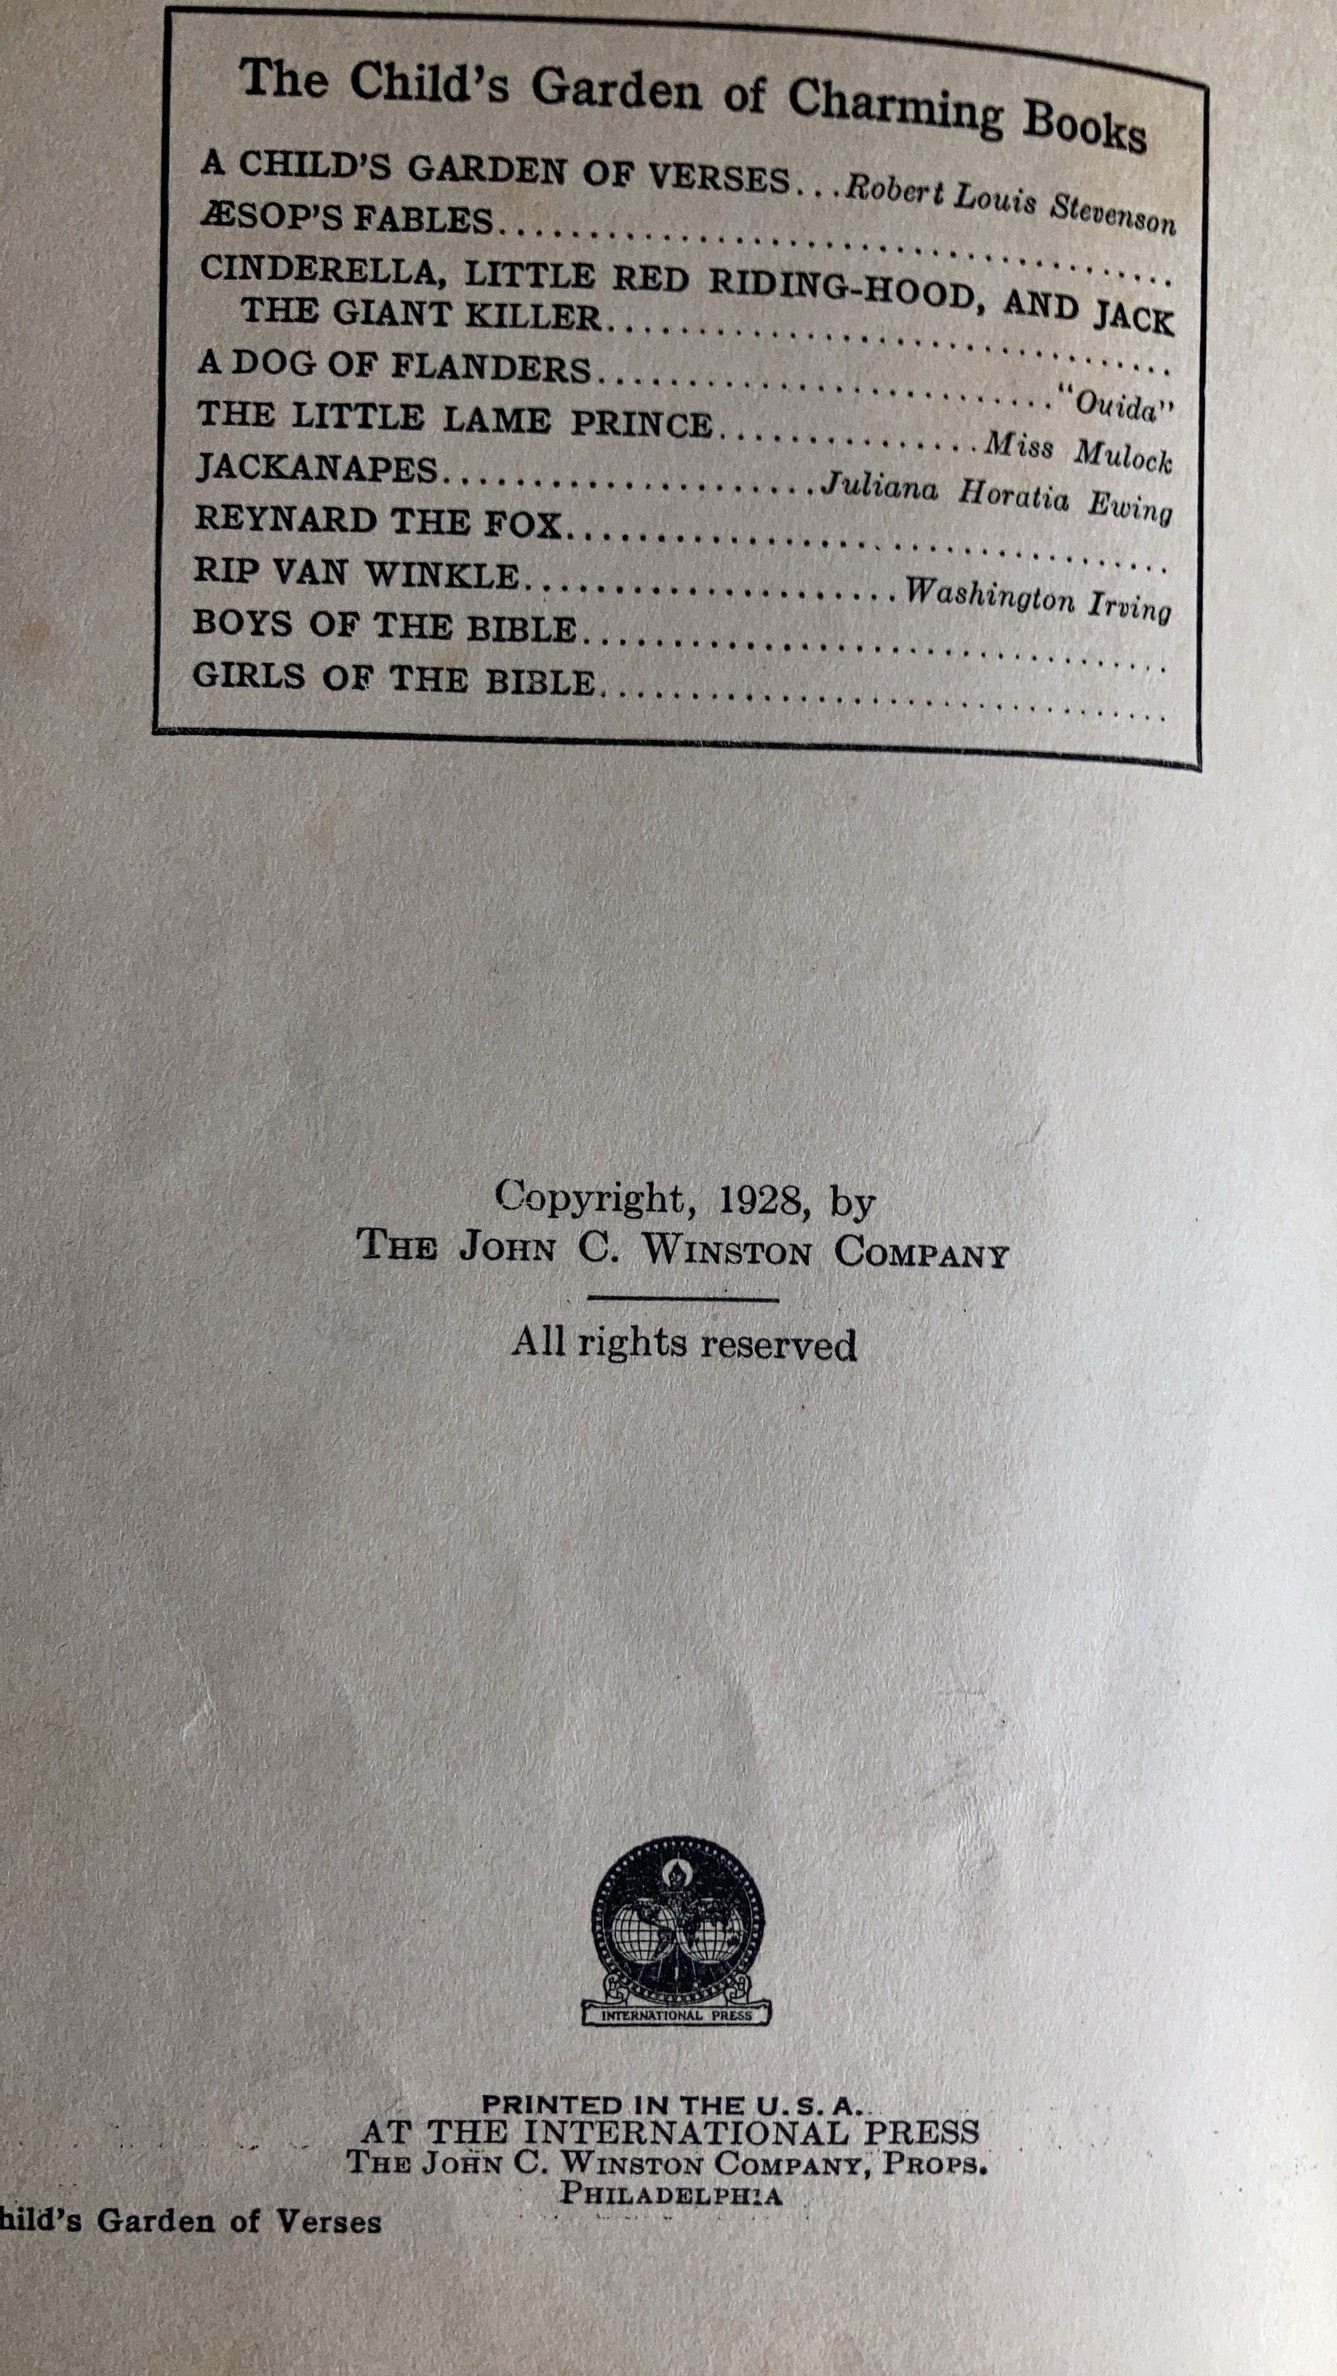 The Child's Garden of Charming Books
A CHILD'S GARDEN OF VERSES...Robert Louis Stevenson
ÆSOP'S FABLES........................................
CINDERELLA, LITTLE RED RIDING-HOOD, AND JACK
THE GIANT KILLER........................................
A DOG OF FLANDERS..............................."Ouida"
THE LITTLE LAME PRINCE................Miss Mulock
JACKANAPES.......................Juliana Horatia Ewing
REYNARD THE FOX........................................
RIP VAN WINKLE.......................Washington Irving
BOYS OF THE BIBLE........................................
GIRLS OF THE BIBLE........................................
Copyright, 1928, by
THE JOHN C. WINSTON COMPANY
All rights reserved
INTERNATIONAL PRESS
PRINTED IN THE U. S. A.
AT THE INTERNATIONAL PRESS
THE JOHN C. WINSTON COMPANY, PROPS.
PHILADELPHIA
hild's Garden of Verses